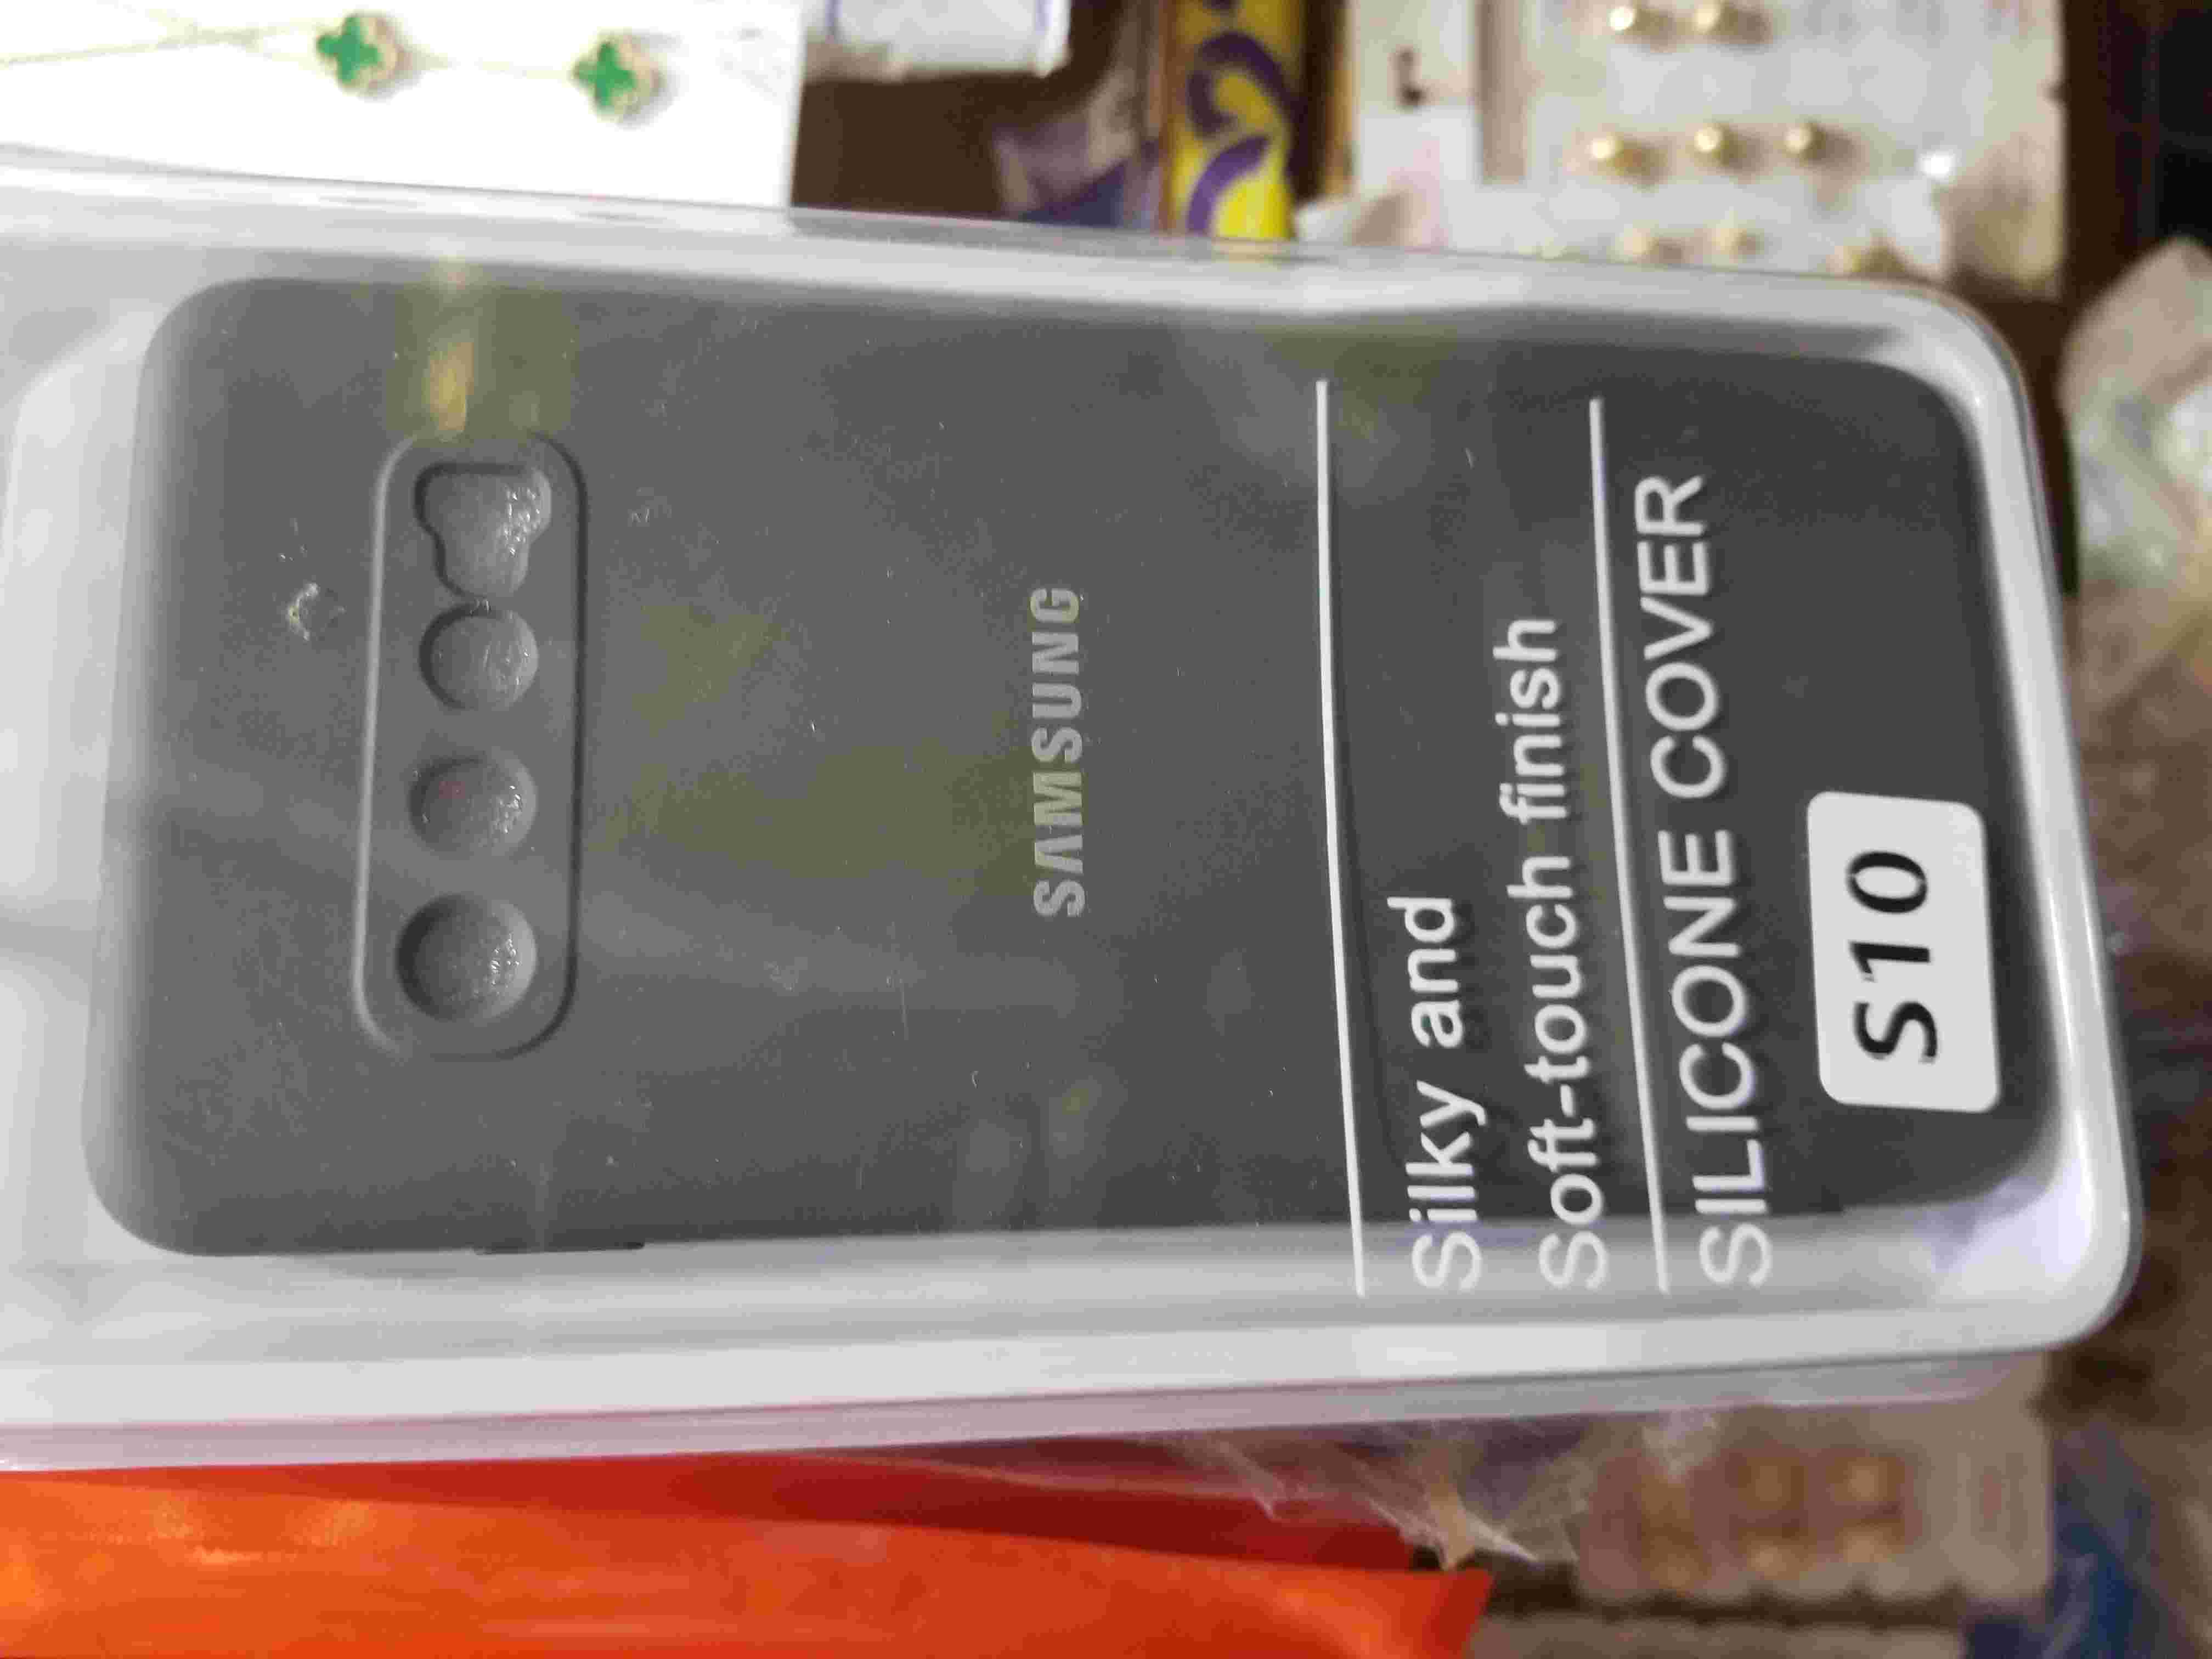 SAMSUNG
Silky and
Soft-touch finish
SILICONE COVER
S10